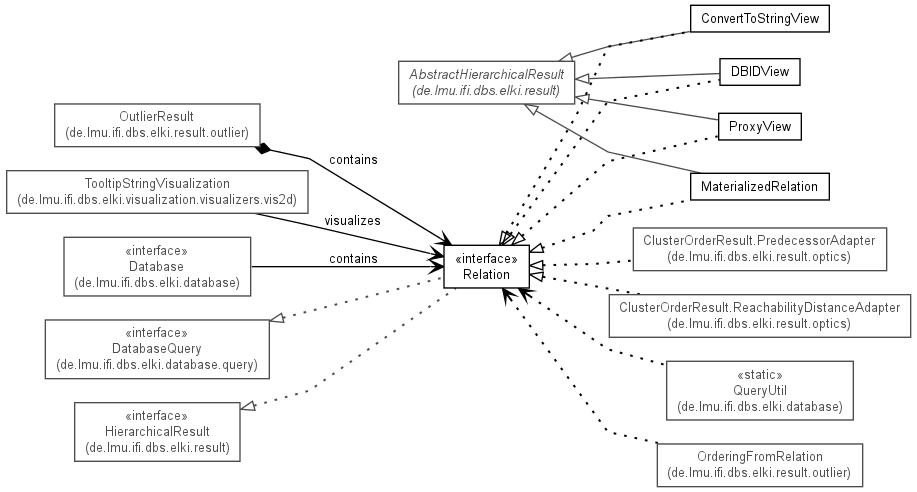 ConvertToStringView
AbstractHierarchicalResult
(de.lmu.ifi.dbs.elki.result)
DBIDView
OutlierResult
(de.lmu.ifi.dbs.elki.result.outlier)
ProxyView
contains
TooltipStringVisualization
(de.lmu.ifi.dbs.elki.visualization.visualizers.vis2d)
MaterializedRelation
visualizes
«interface»
Database
(de.lmu.ifi.dbs.elki.database)
contains
«interface»
Relation
ClusterOrderResult.PredecessorAdapter
(de.lmu.ifi.dbs.elki.result.optics)
ClusterOrderResult.ReachabilityDistanceAdapter
(de.lmu.ifi.dbs.elki.result.optics)
«interface»
DatabaseQuery
(de.lmu.ifi.dbs.elki.database.query)
«static»
QueryUtil
(de.lmu.ifi.dbs.elki.database)
«interface»
HierarchicalResult
(de.lmu.ifi.dbs.elki.result)
OrderingFromRelation
(de.lmu.ifi.dbs.elki.result.outlier)